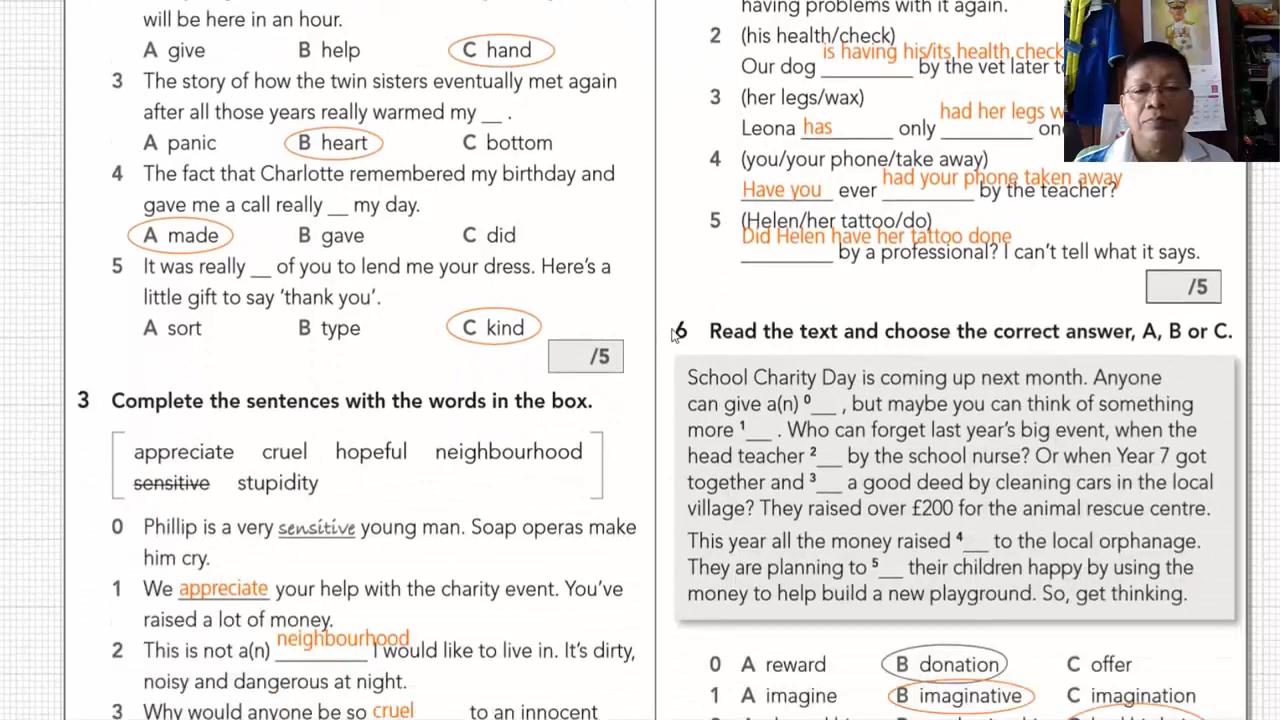 will be here in an hour.
A give B help C hand
3 The story of how the twin sisters eventually met again
after all those years really warmed my __ .
A panic B heart C bottom
4 The fact that Charlotte remembered my birthday and
gave me a call really __ my day.
A made B gave C did
5 It was really __ of you to lend me your dress. Here's a
little gift to say 'thank you'.
A sort B type C kind
/5
3 Complete the sentences with the words in the box.
appreciate cruel hopeful neighbourhood
sensitive stupidity
0 Phillip is a very sensitive young man. Soap operas make
him cry.
1 We appreciate your help with the charity event. You've
raised a lot of money.
2 This is not a(n) neighbourhood I would like to live in. It's dirty,
noisy and dangerous at night.
3 Why would anyone be so cruel to an innocent
having problems with it again.
2 (his health/check)
is having his/its health check
Our dog ________ by the vet later
3 (her legs/wax)
had her legs
Leona has only ________
4 (you/your phone/take away)
had your phone taken away
Have you ever ________ by the teacher?
5 (Helen/her tattoo/do)
Did Helen have her tattoo done
________ by a professional? I can't tell what it says.
/5
6 Read the text and choose the correct answer, A, B or C.
School Charity Day is coming up next month. Anyone
can give a(n) 0__ , but maybe you can think of something
more 1__ . Who can forget last year's big event, when the
head teacher 2__ by the school nurse? Or when Year 7 got
together and 3__ a good deed by cleaning cars in the local
village? They raised over £200 for the animal rescue centre.
This year all the money raised 4__ to the local orphanage.
They are planning to 5__ their children happy by using the
money to help build a new playground. So, get thinking.
0 A reward B donation C offer
1 A imagine B imaginative C imagination